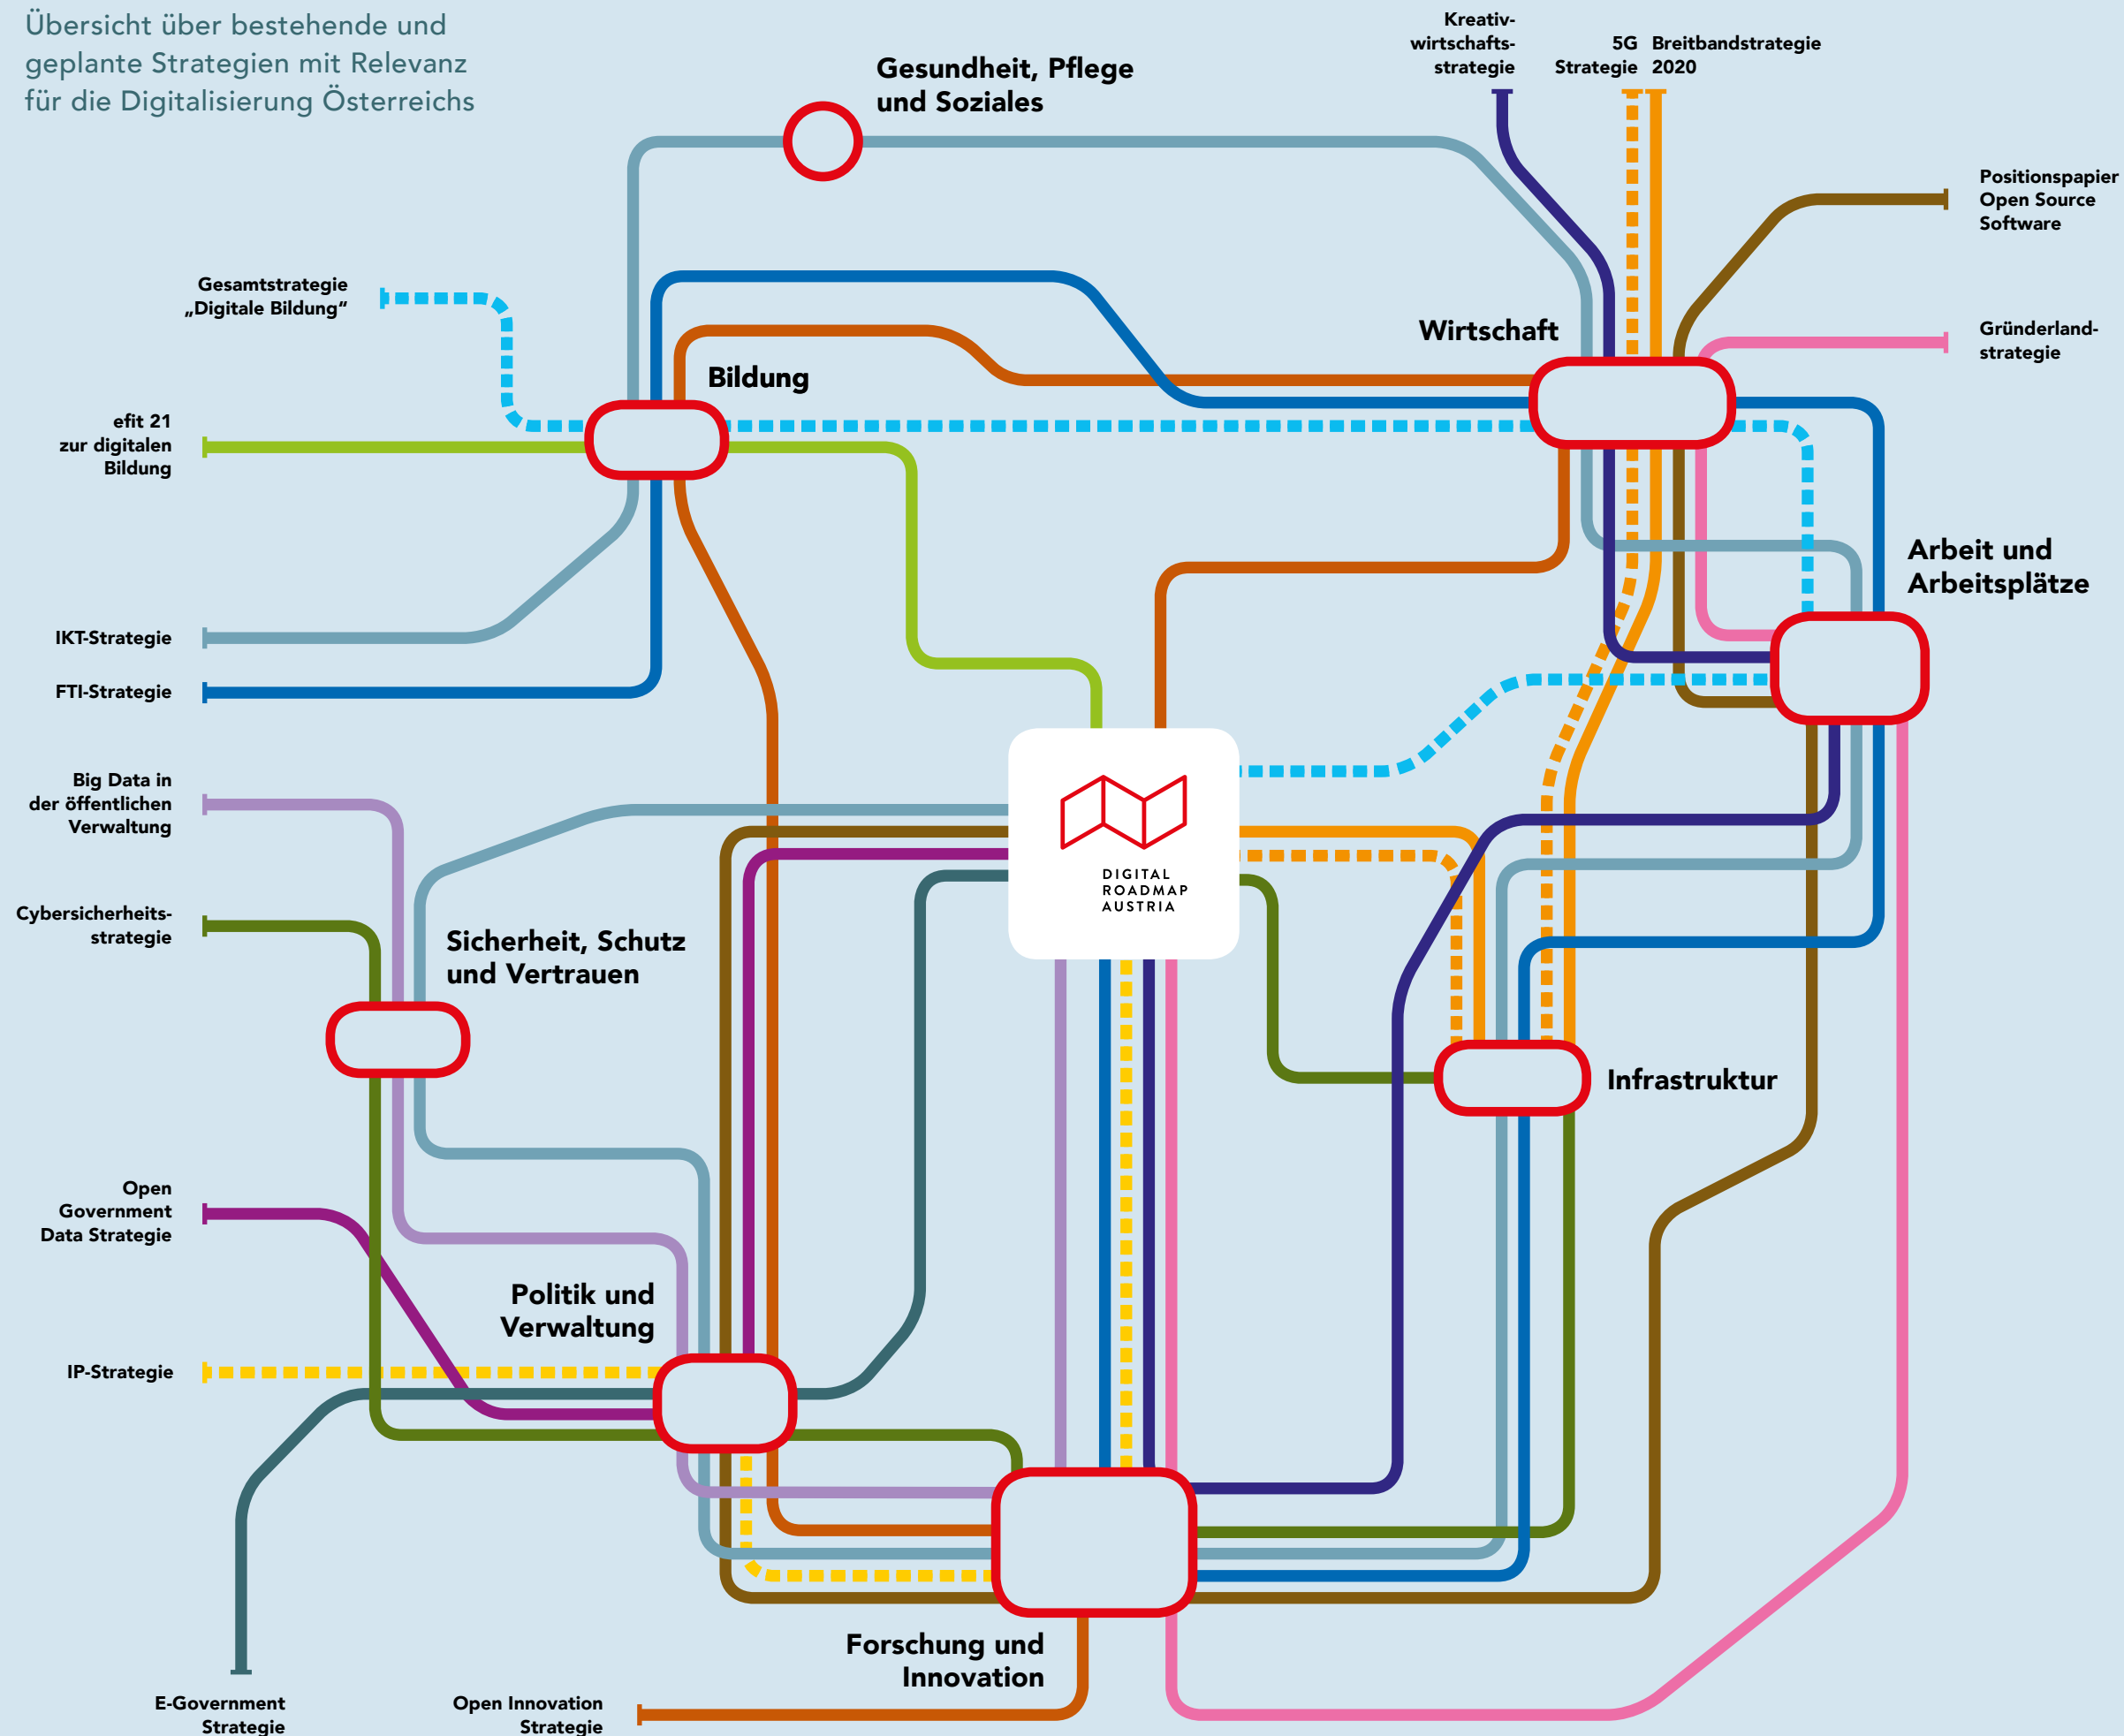 Übersicht über bestehende und
geplante Strategien mit Relevanz
für die Digitalisierung Österreichs
Kreativ-
wirtschafts-
strategie
5G
Strategie
Breitbandstrategie
2020
Gesundheit, Pflege
und Soziales
Positionspapier
Open Source
Software
Gesamtstrategie
„Digitale Bildung“
Wirtschaft
Gründerland-
strategie
Bildung
efit 21
zur digitalen
Bildung
Arbeit und
Arbeitsplätze
IKT-Strategie
FTI-Strategie
Big Data in
der öffentlichen
Verwaltung
DIGITAL
ROADMAP
AUSTRIA
Cybersicherheits-
strategie
Sicherheit, Schutz
und Vertrauen
Infrastruktur
Open
Government
Data Strategie
Politik und
Verwaltung
IP-Strategie
Forschung und
Innovation
E-Government
Strategie
Open Innovation
Strategie